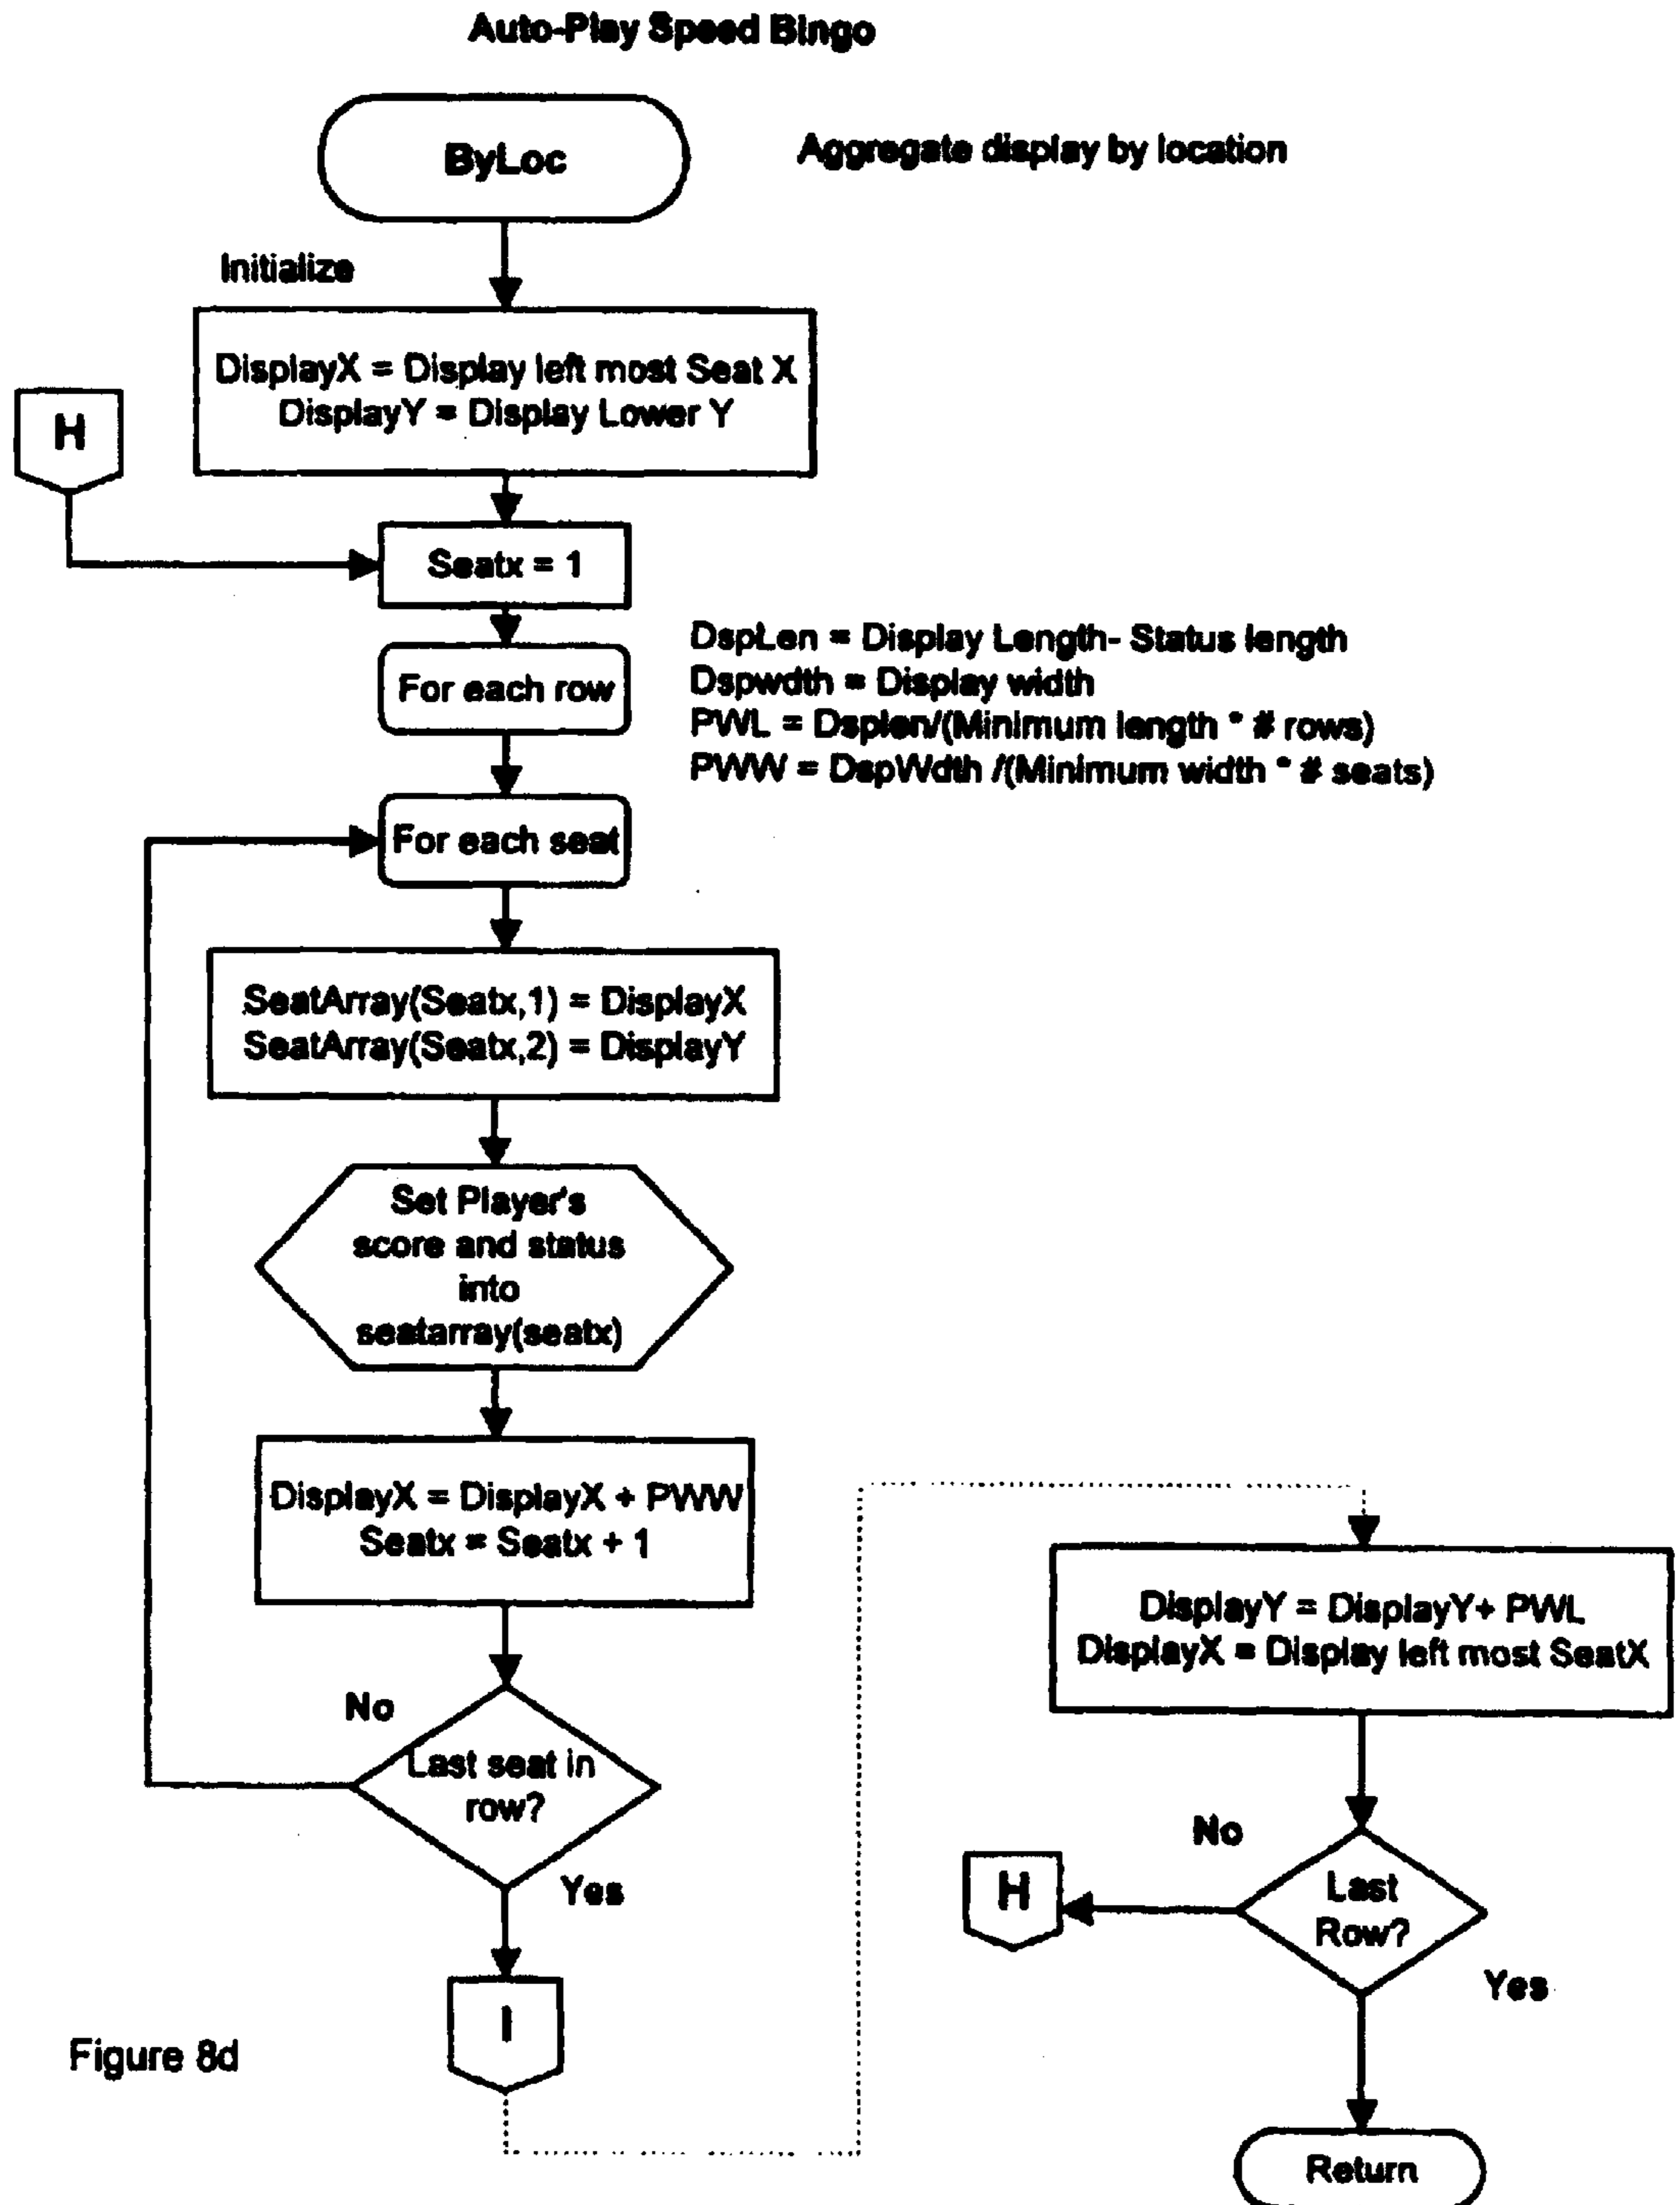 Auto-Play Speed Bingo
ByLoc
Aggregate display by location
Initialize
DisplayX = Display left most Seat X
DisplayY = Display Lower Y
H
Seatx = 1
For each row
DspLen = Display Length- Status length
Dspwdth = Display width
PWL = Dsplen/(Minimum length * # rows)
PWW = DspWdth /(Minimum width * # seats)
For each seat
SeatArray(Seatx,1) = DisplayX
SeatArray(Seatx,2) = DisplayY
Set Player's
score and status
into
seatarray(seatx)
DisplayX = DisplayX + PWW
Seatx = Seatx + 1
No
Last seat in
row?
Yes
I
DisplayY = DisplayY+ PWL
DisplayX = Display left most SeatX
No
H
Last
Row?
Yes
Return
Figure 8d